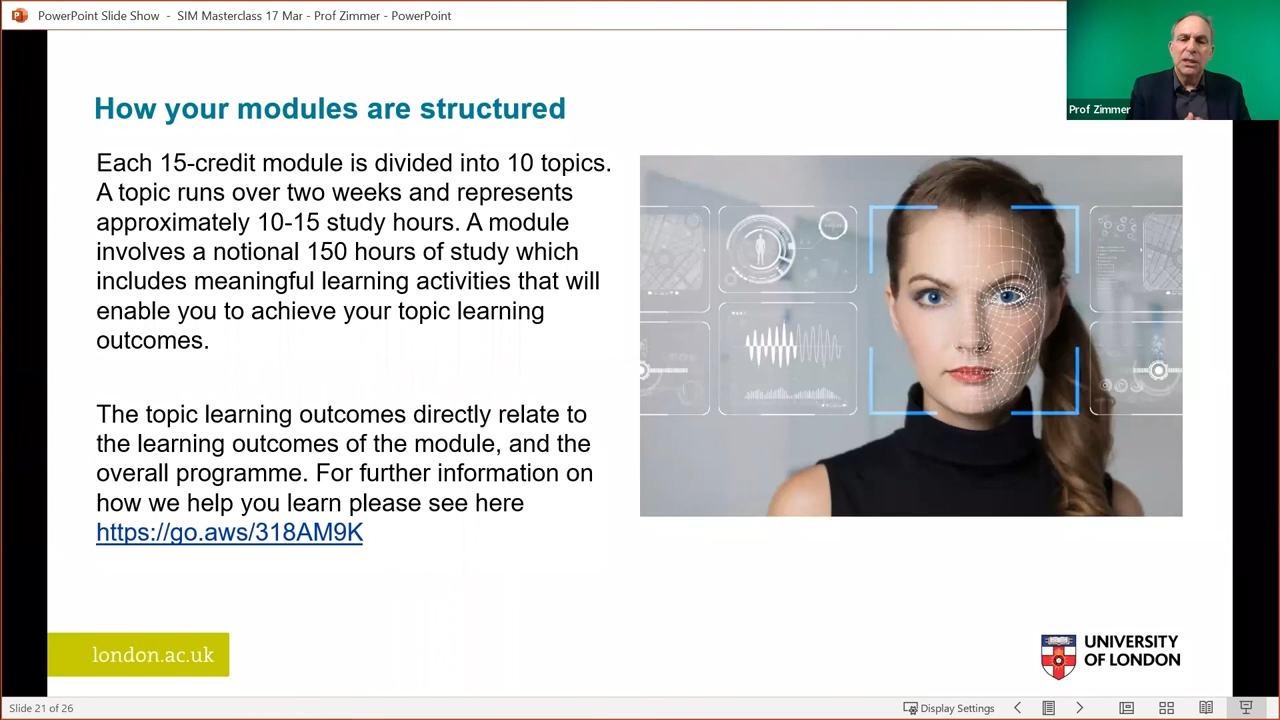 PowerPoint Slide Show - SIM Masterclass 17 Mar - Prof Zimmer - PowerPoint
Prof Zimmer
How your modules are structured
Each 15-credit module is divided into 10 topics.
A topic runs over two weeks and represents
approximately 10-15 study hours. A module
involves a notional 150 hours of study which
includes meaningful learning activities that will
enable you to achieve your topic learning
outcomes.
The topic learning outcomes directly relate to
the learning outcomes of the module, and the
overall programme. For further information on
how we help you learn please see here
https://go.aws/318AM9K
london.ac.uk
UNIVERSITY
OF LONDON
Slide 21 of 26
Display Settings